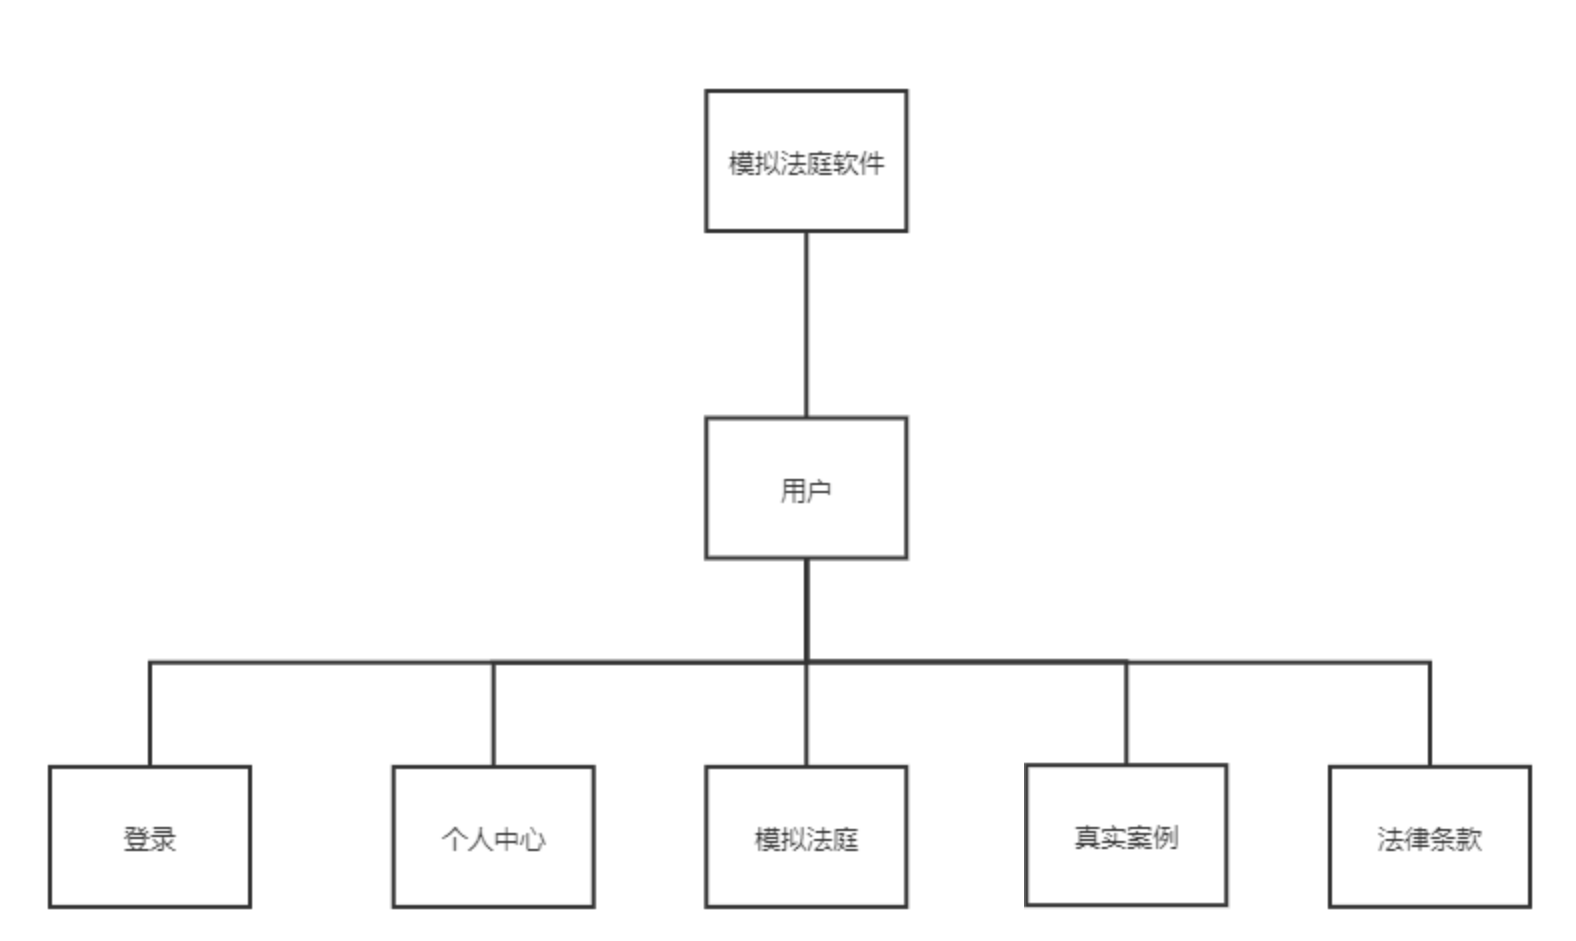 模拟法庭软件
用户
登录
个人中心
模拟法庭
真实案例
法律条款